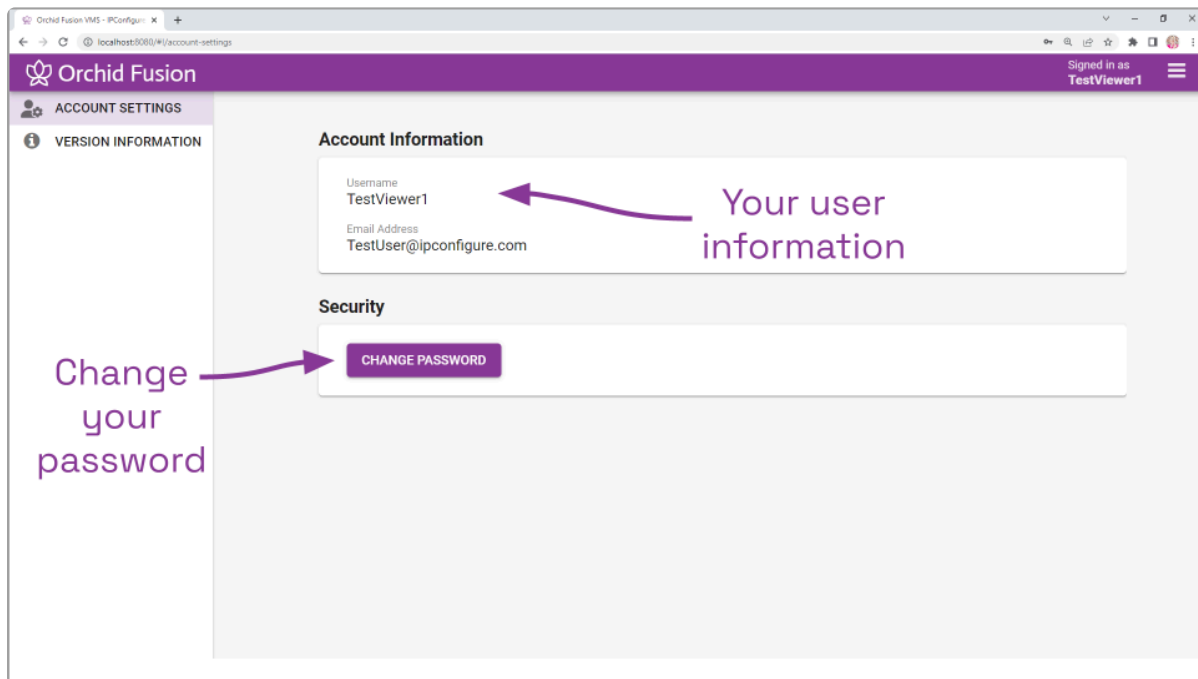 Orchid Fusion VMS - IPConfigure
localhost:8080/#!/account-settings
Orchid Fusion
Signed in as
TestViewer1
ACCOUNT SETTINGS
VERSION INFORMATION
Account Information
Username
TestViewer1
Email Address
TestUser@ipconfigure.com
Your user
information
Security
CHANGE PASSWORD
Change
your
password